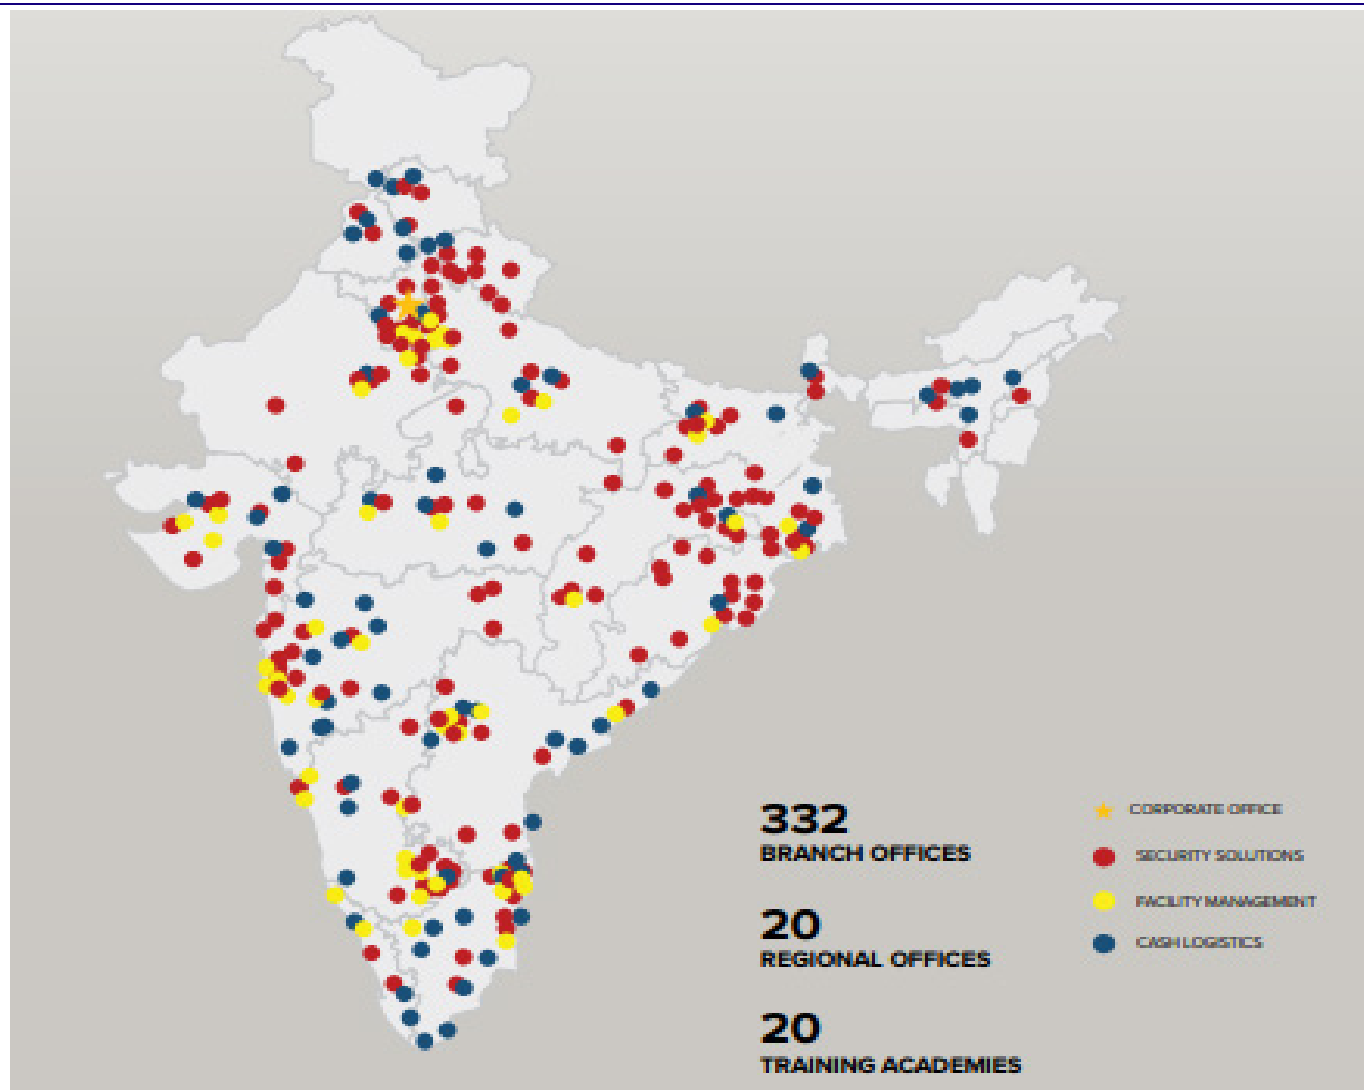 332
BRANCH OFFICES
20
REGIONAL OFFICES
20
TRAINING ACADEMIES
CORPORATE OFFICE
SECURITY SOLUTIONS
FACILITY MANAGEMENT
CASH LOGISTICS